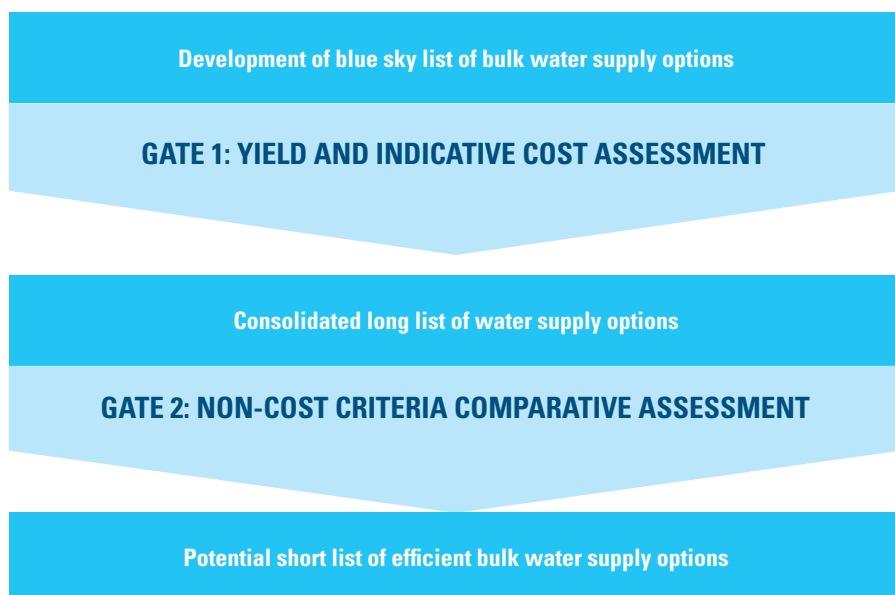 Development of blue sky list of bulk water supply options
GATE 1: YIELD AND INDICATIVE COST ASSESSMENT
Consolidated long list of water supply options
GATE 2: NON-COST CRITERIA COMPARATIVE ASSESSMENT
Potential short list of efficient bulk water supply options